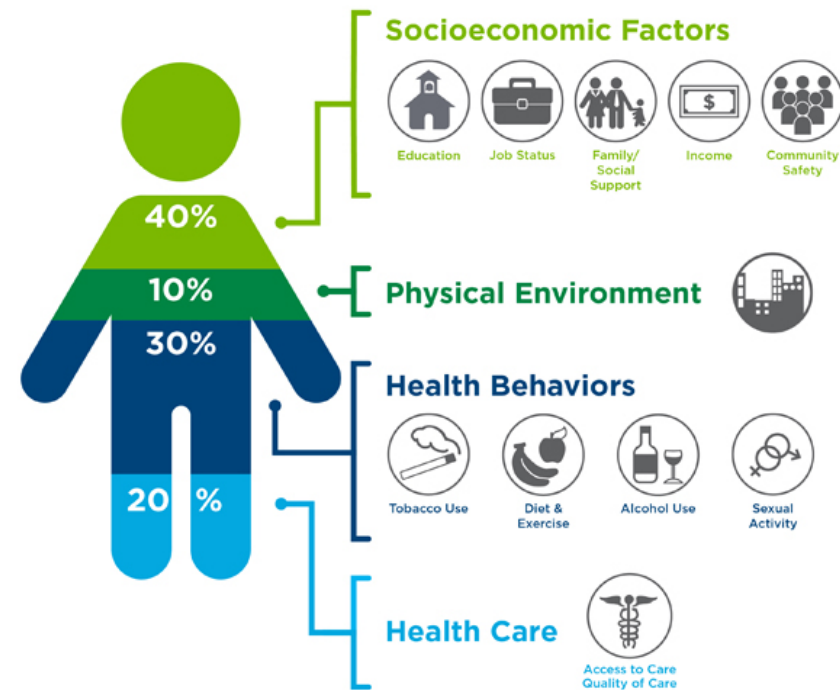 Socioeconomic Factors
$
Education
Job Status
Family/
Social
Support
Income
Community
Safety
40%
10%
Physical Environment
30%
Health Behaviors
Tobacco Use
Diet &
Exercise
Alcohol Use
Sexual
Activity
20 %
Health Care
Access to Care
Quality of Care